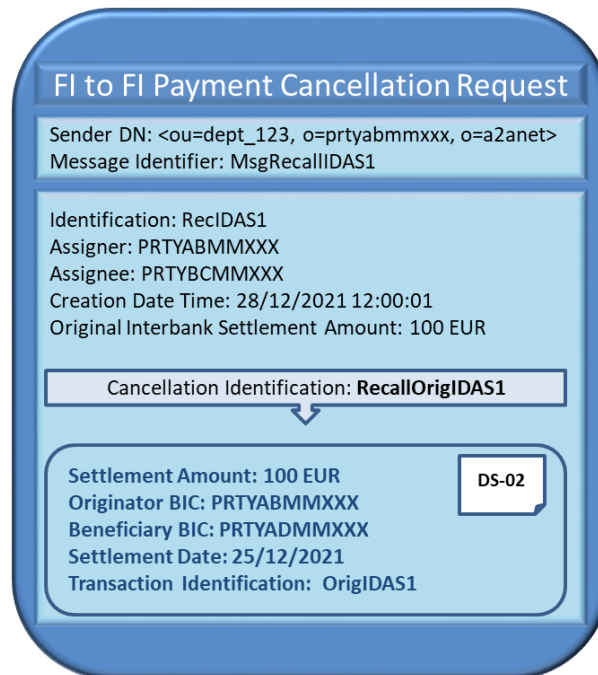 FI to FI Payment Cancellation Request
Sender DN: <ou=dept_123, o=prtyabmmxxx, o=a2anet>
Message Identifier: MsgRecallIDAS1
Identification: RecIDAS1
Assigner: PRTYABMMXXX
Assignee: PRTYBCMMXXX
Creation Date Time: 28/12/2021 12:00:01
Original Interbank Settlement Amount: 100 EUR
Cancellation Identification: RecallOrigIDAS1
Settlement Amount: 100 EUR
Originator BIC: PRTYABMMXXX
Beneficiary BIC: PRTYADMMXXX
Settlement Date: 25/12/2021
Transaction Identification: OrigIDAS1
DS-02